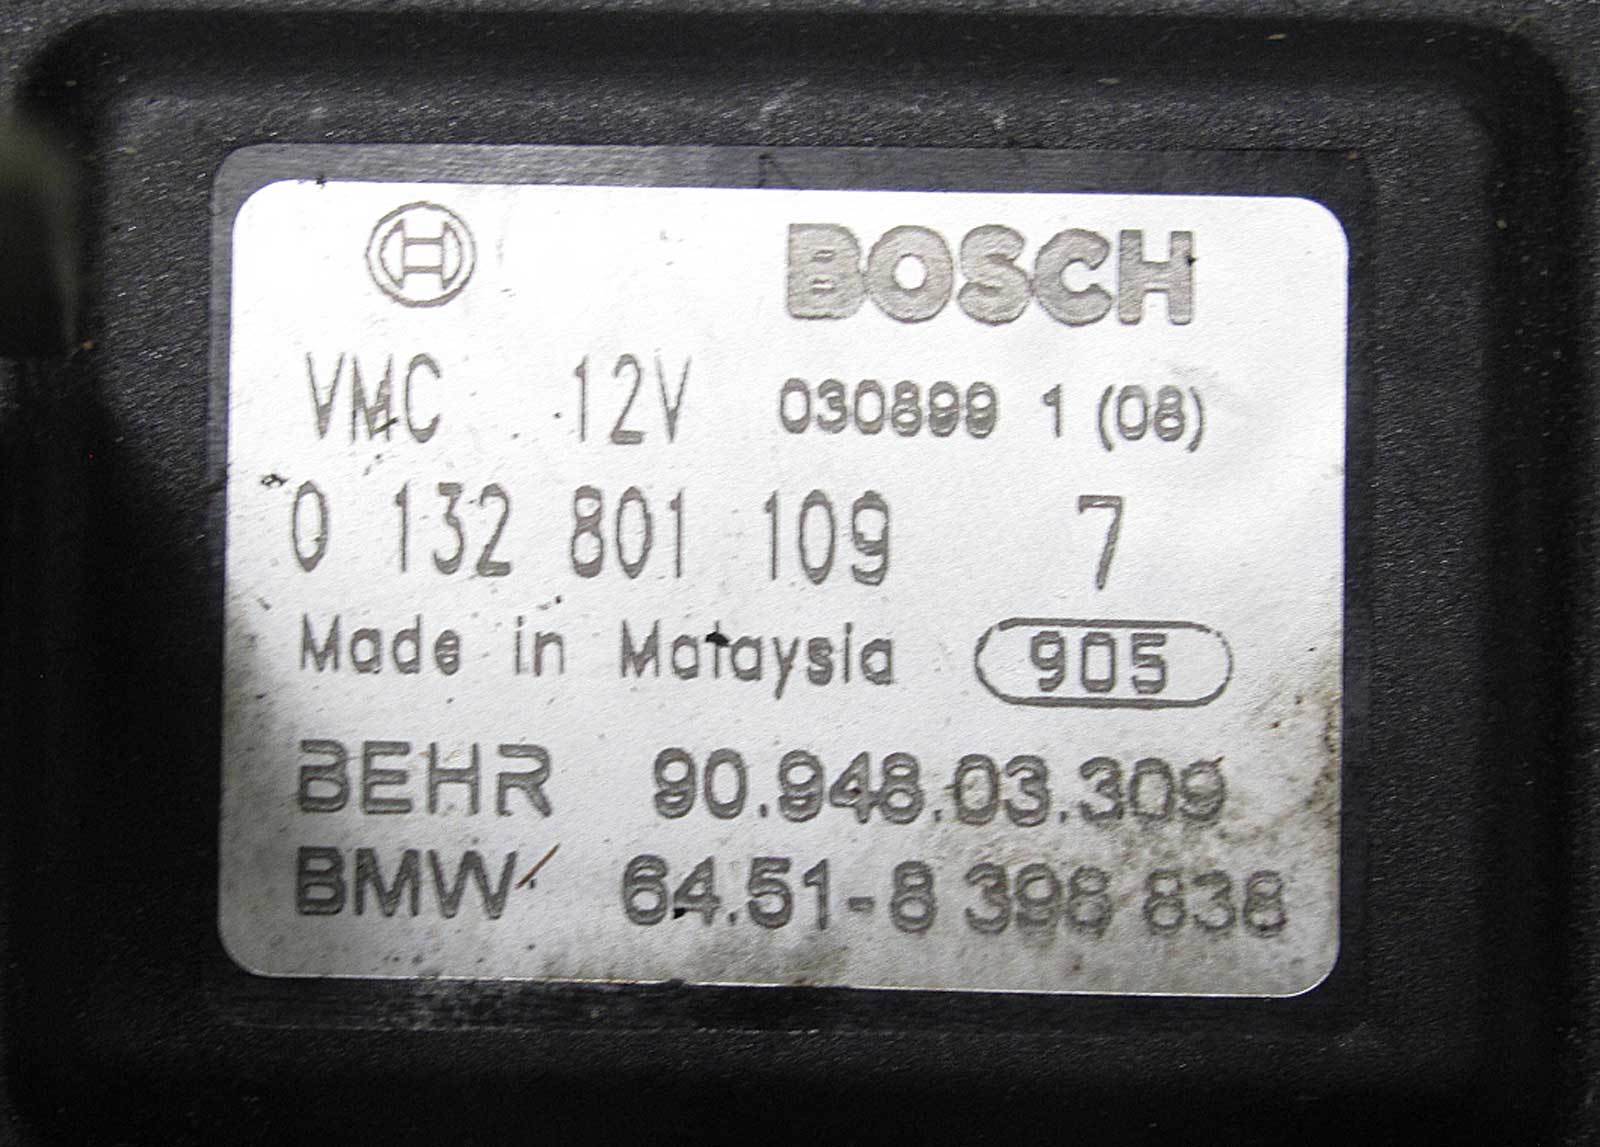 BOSCH
VMC 12V 030899 1 (08)
0 132 801 109 7
Made in Malaysia 905
BEHR 90.948.03.309
BMW 64.51-8 398 838